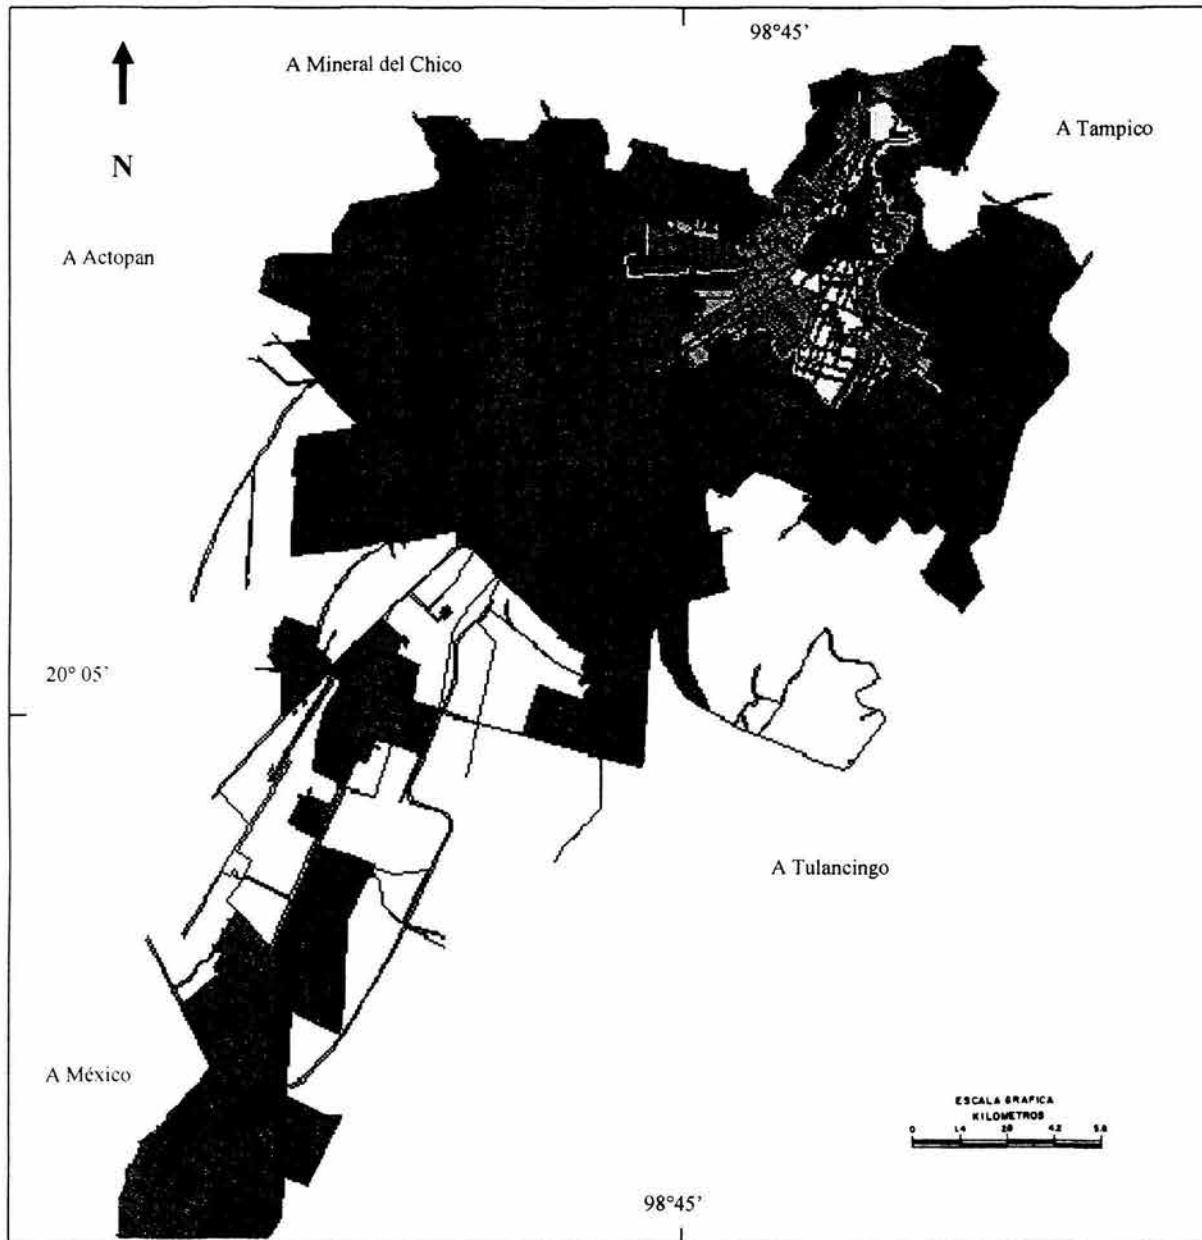 98°45'
A Mineral del Chico
A Tampico
N
A Actopan
20° 05'
A Tulancingo
A México
ESCALA GRAFICA
KILOMETROS
0 1.4 2.8 4.2 5.6
98°45'